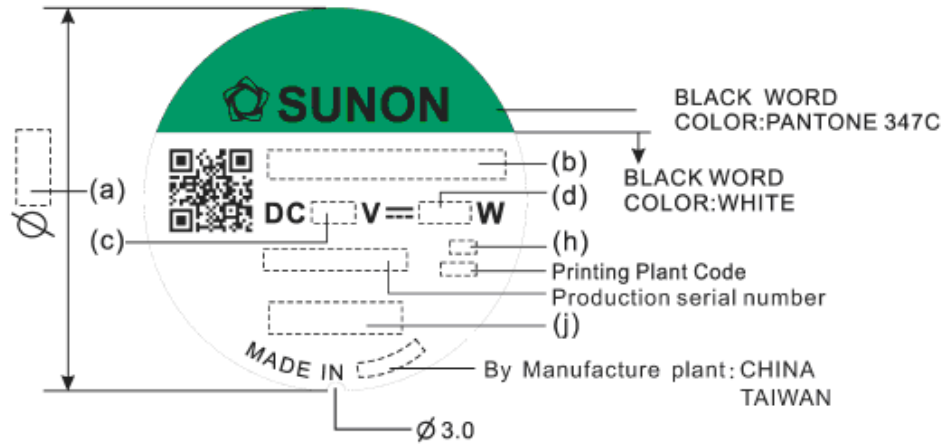 SUNON
BLACK WORD
COLOR:PANTONE 347C
(a)
(b)
BLACK WORD
COLOR:WHITE
DC V W
(d)
(c)
(h)
Printing Plant Code
Production serial number
(j)
MADE IN
By Manufacture plant: CHINA
TAIWAN
Ø
Ø 3.0